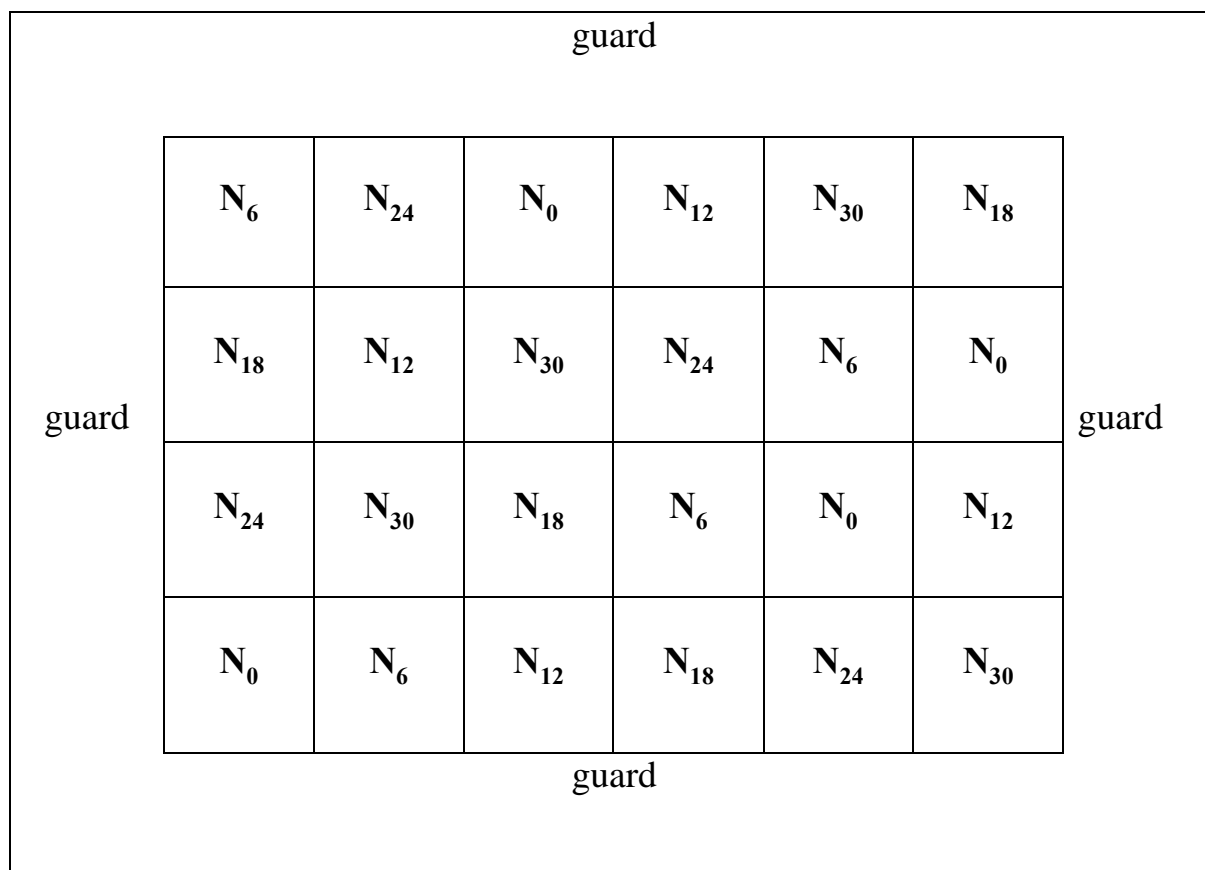 guard
N₆ N₂₄ N₀ N₁₂ N₃₀ N₁₈
N₁₈ N₁₂ N₃₀ N₂₄ N₆ N₀
guard guard
N₂₄ N₃₀ N₁₈ N₆ N₀ N₁₂
N₀ N₆ N₁₂ N₁₈ N₂₄ N₃₀
guard